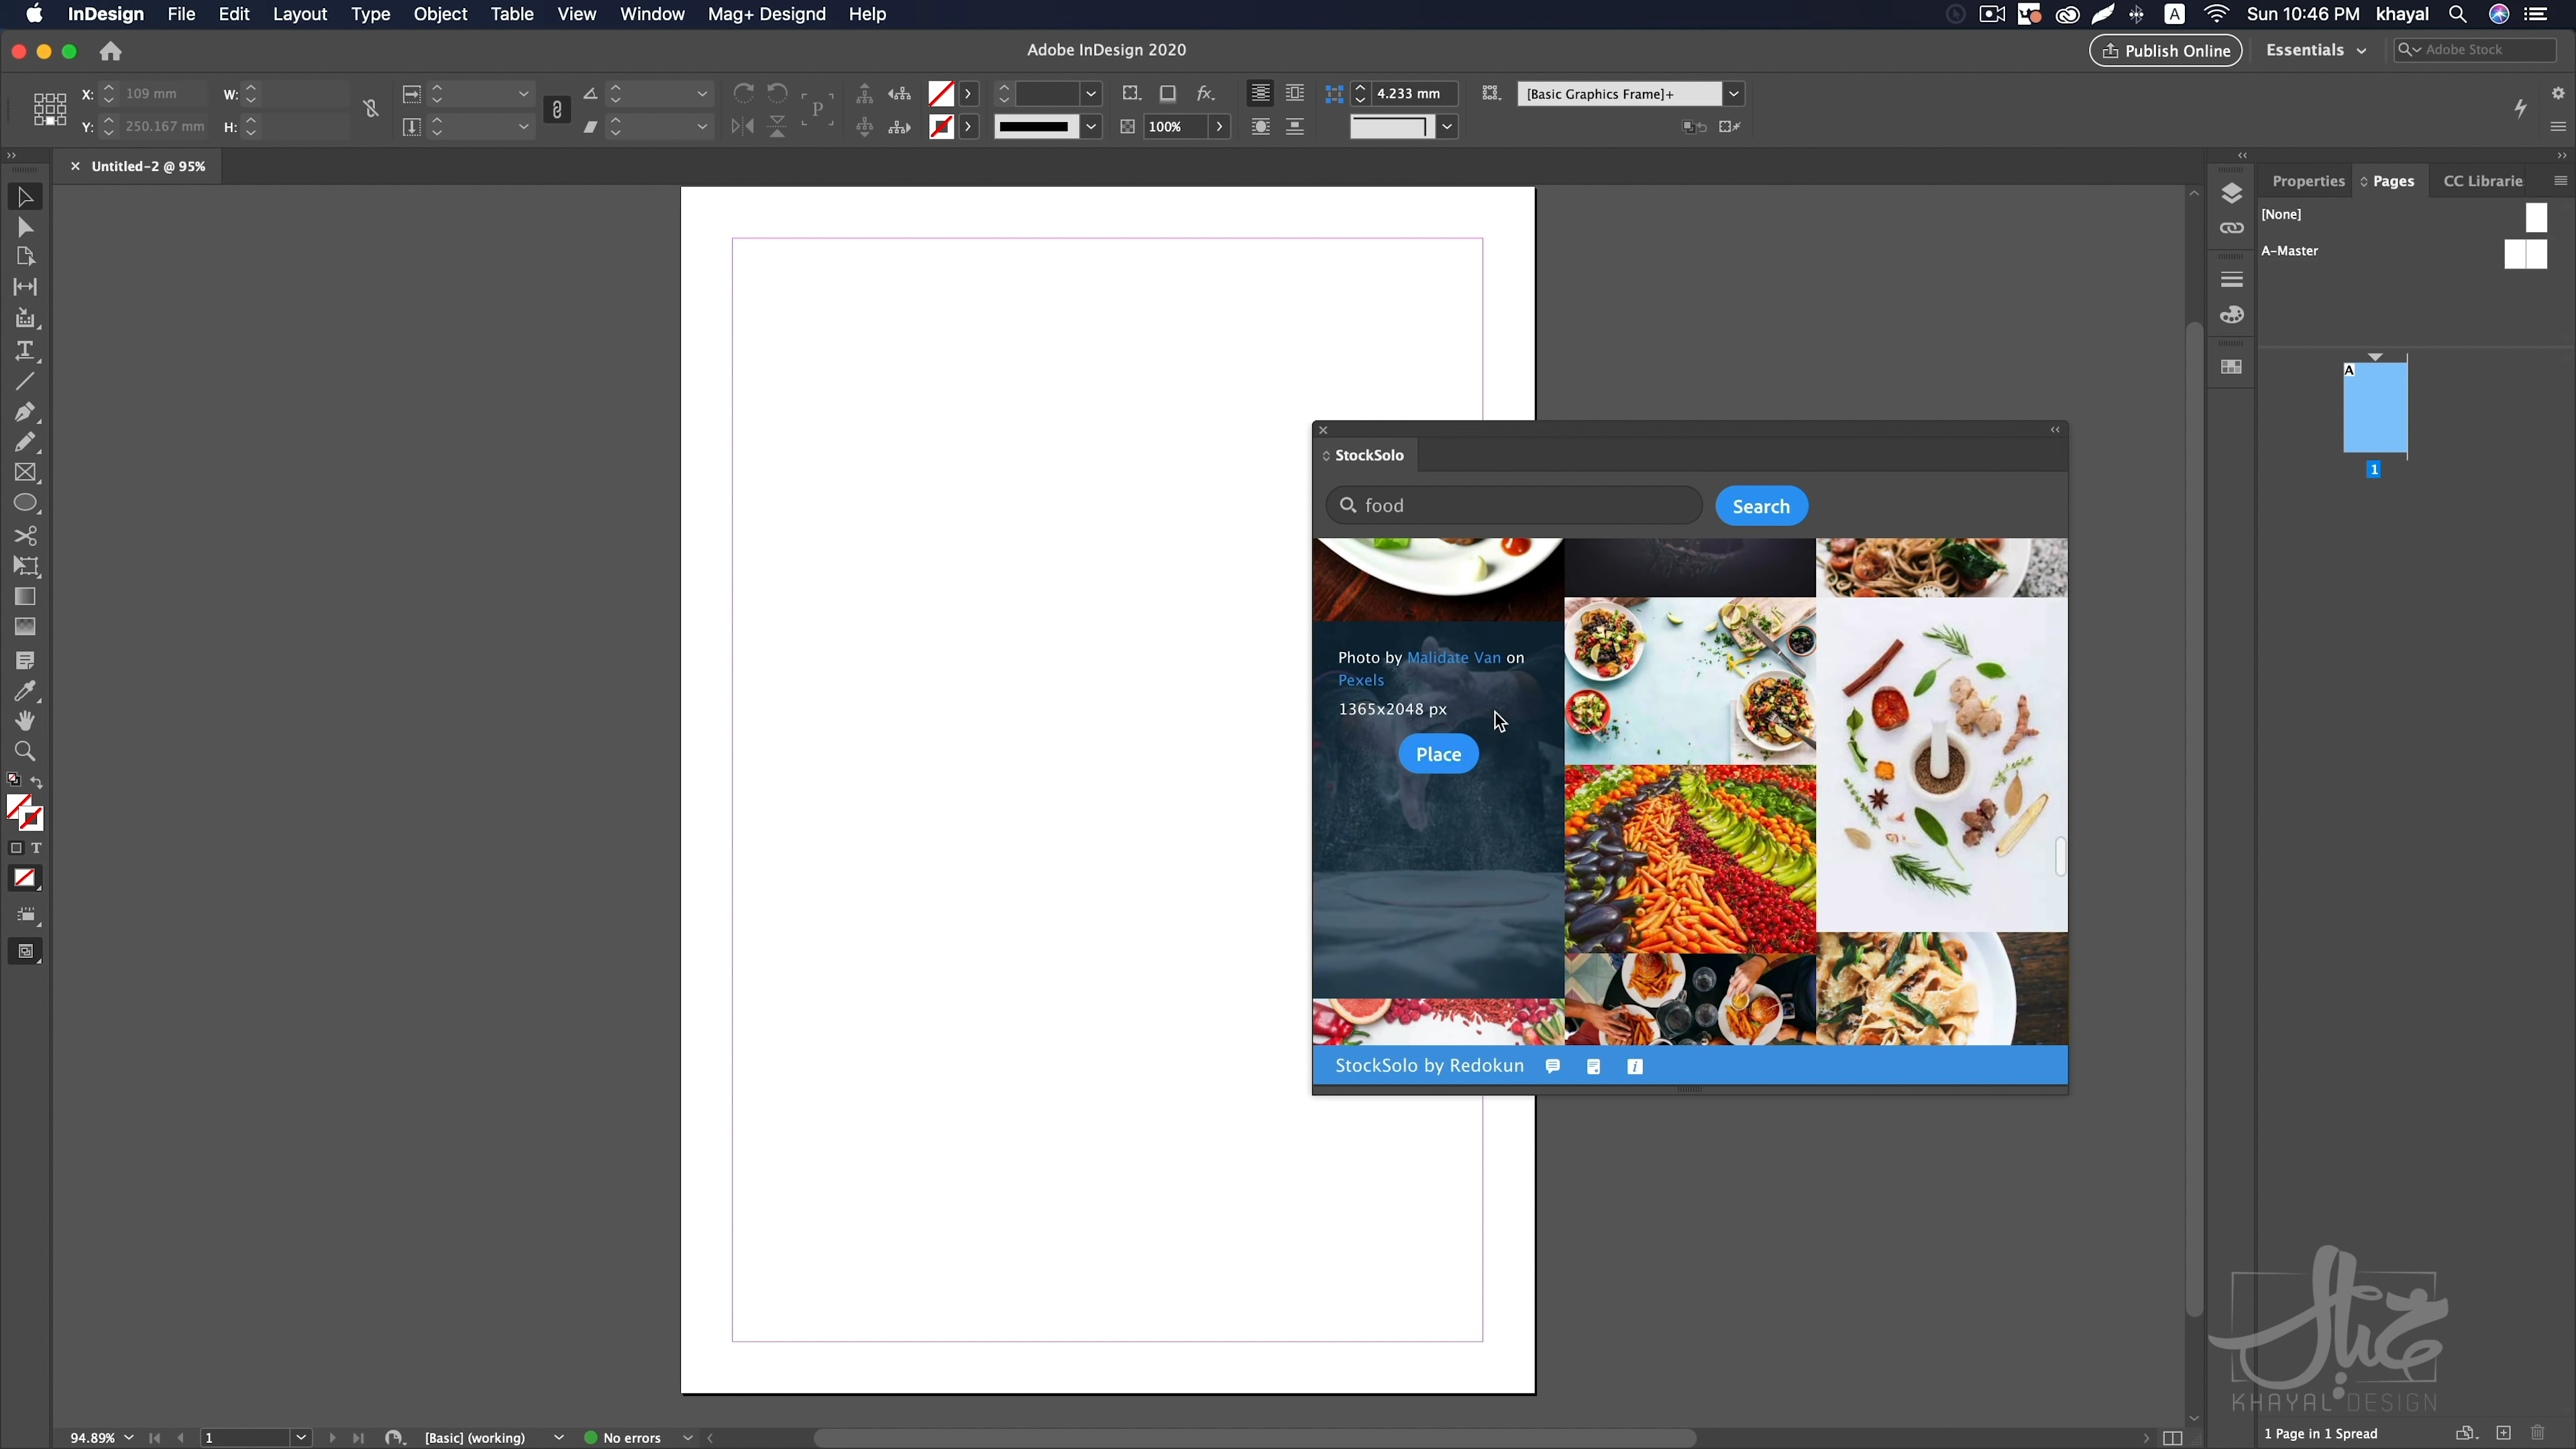 InDesign File Edit Layout Type Object Table View Window Mag+ Designd Help
A Sun 10:46 PM khayal
Adobe InDesign 2020
Publish Online Essentials Adobe Stock
X: 109 mm W: P fx. 4.233 mm [Basic Graphics Frame]+
Y: 250.167 mm H: 100%
Untitled-2 @ 95%
Properties Pages CC Librarie
[None]
A-Master
A
1
StockSolo
food Search
Photo by Malidate Van on
Pexels
1365x2048 px
Place
StockSolo by Redokun
T
خيال
KHAYAL DESIGN
94.89% 1 [Basic] (working) No errors
1 Page in 1 Spread